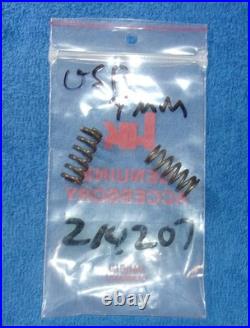 USP
9mm
HK
GENUINE
ACCESSORY
214207